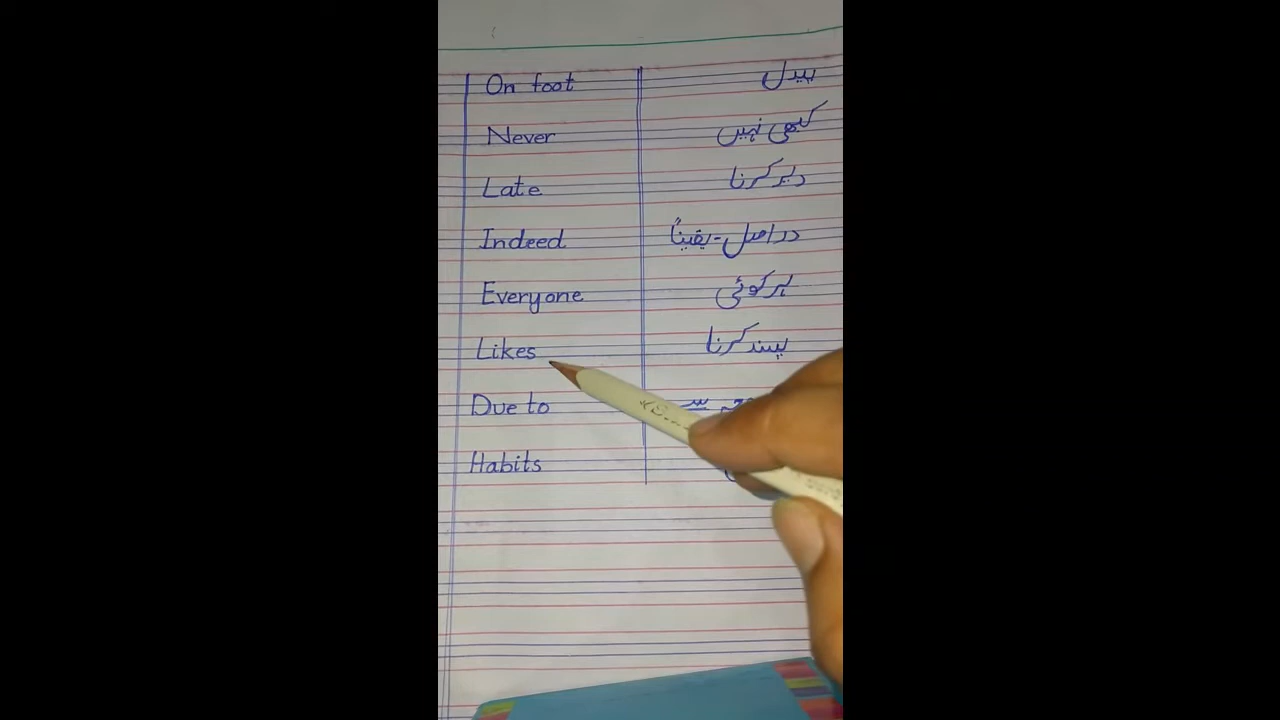 On foot پیدل
Never کبھی نہیں
Late دیر کرنا
Indeed دراصل - یقیناً
Everyone ہر کوئی
Likes پسند کرنا
Due to سے
Habits